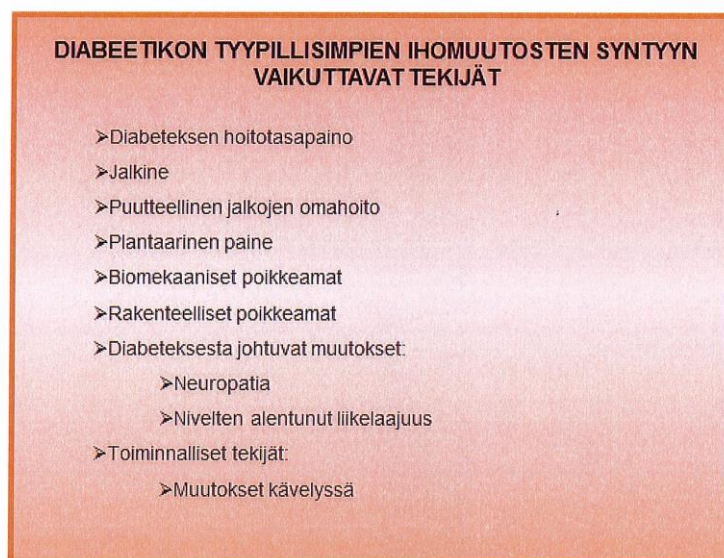 DIABEETIKON TYYPILLISIMPIEN IHOMUUTOSTEN SYNTYYN
VAIKUTTAVAT TEKIJÄT
➢Diabeteksen hoitotasapaino
➢Jalkine
➢Puutteellinen jalkojen omahoito
➢Plantaarinen paine
➢Biomekaaniset poikkeamat
➢Rakenteelliset poikkeamat
➢Diabeteksesta johtuvat muutokset:
➢Neuropatia
➢Nivelten alentunut liikelaajuus
➢Toiminnalliset tekijät:
➢Muutokset kävelyssä